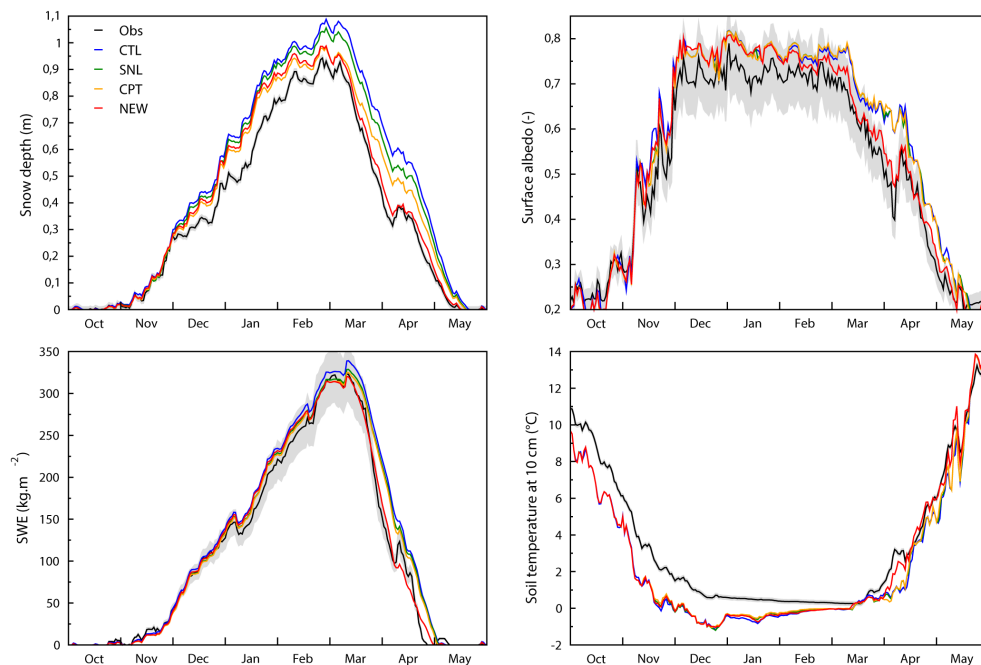 Snow depth (m)
1,1
1
0,9
0,8
0,7
0,6
0,5
0,4
0,3
0,2
0,1
0
Obs
CTL
SNL
CPT
NEW
Oct Nov Dec Jan Feb Mar Apr May
Surface albedo (-)
0,8
0,7
0,6
0,5
0,4
0,3
0,2
Oct Nov Dec Jan Feb Mar Apr May
SWE (kg.m -2)
350
300
250
200
150
100
50
0
Oct Nov Dec Jan Feb Mar Apr May
Soil temperature at 10 cm (°C)
14
12
10
8
6
4
2
0
-2
Oct Nov Dec Jan Feb Mar Apr May